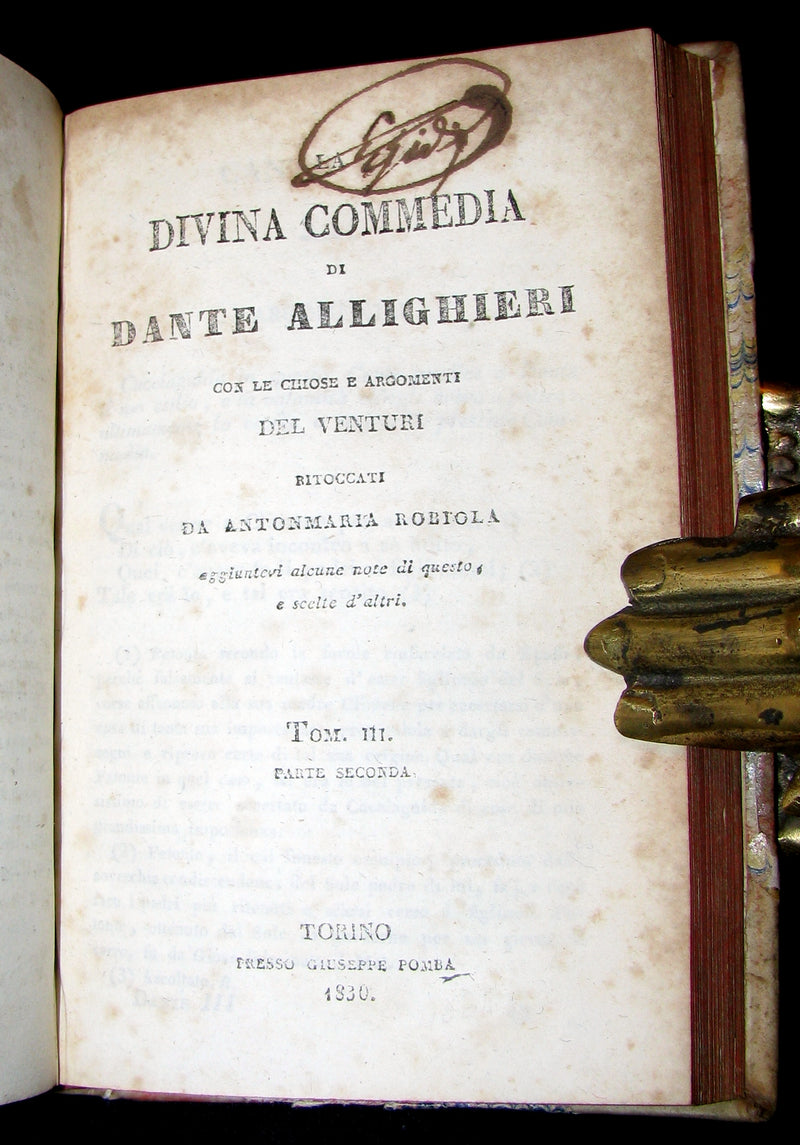 LA
DIVINA COMMEDIA
DI
DANTE ALLIGHIERI
CON LE CHIOSE E ARGOMENTI
DEL VENTURI
RITOCCATI
DA ANTONMARIA ROBIOLA
aggiuntevi alcune note di questo,
e scelte d'altri.
TOM. III.
PARTE SECONDA.
TORINO
PRESSO GIUSEPPE POMBA
1830.